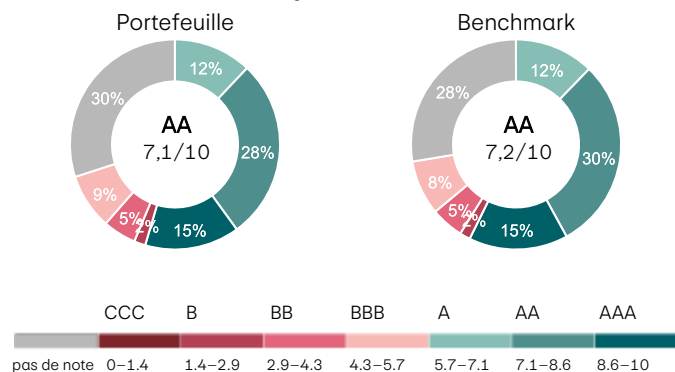 Portefeuille
Benchmark
12%
28%
15%
2%
5%
9%
30%
AA
7,1/10
12%
30%
15%
2%
5%
8%
28%
AA
7,2/10
CCC B BB BBB A AA AAA
pas de note 0–1.4 1.4–2.9 2.9–4.3 4.3–5.7 5.7–7.1 7.1–8.6 8.6–10